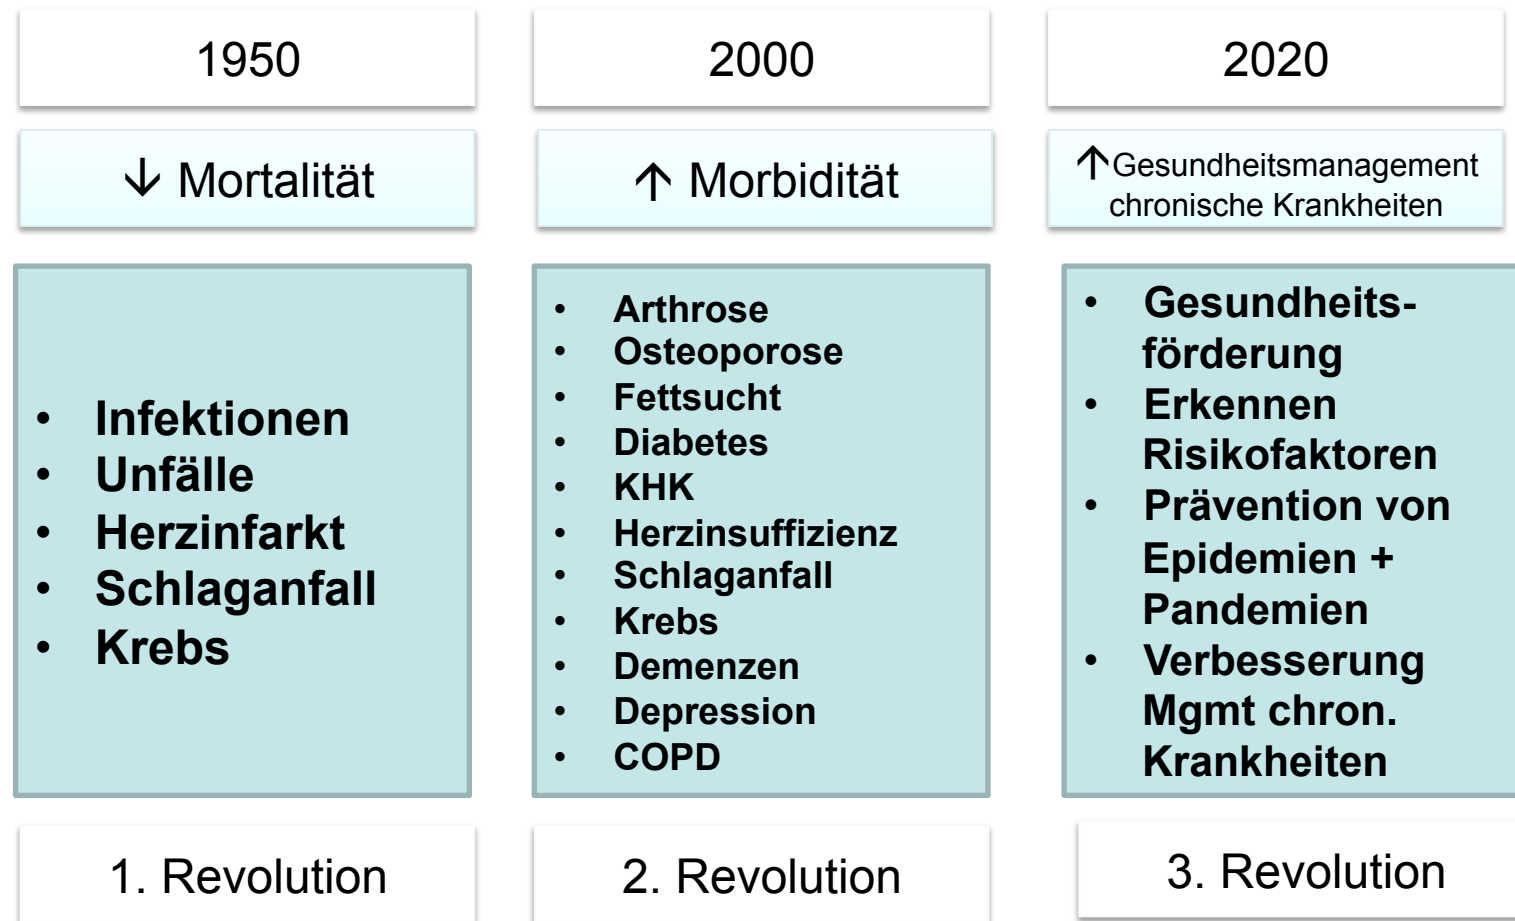 1950
↓ Mortalität
• Infektionen
• Unfälle
• Herzinfarkt
• Schlaganfall
• Krebs
1. Revolution
2000
↑ Morbidität
• Arthrose
• Osteoporose
• Fettsucht
• Diabetes
• KHK
• Herzinsuffizienz
• Schlaganfall
• Krebs
• Demenzen
• Depression
• COPD
2. Revolution
2020
↑Gesundheitsmanagement
chronische Krankheiten
• Gesundheits-
förderung
• Erkennen
Risikofaktoren
• Prävention von
Epidemien +
Pandemien
• Verbesserung
Mgmt chron.
Krankheiten
3. Revolution